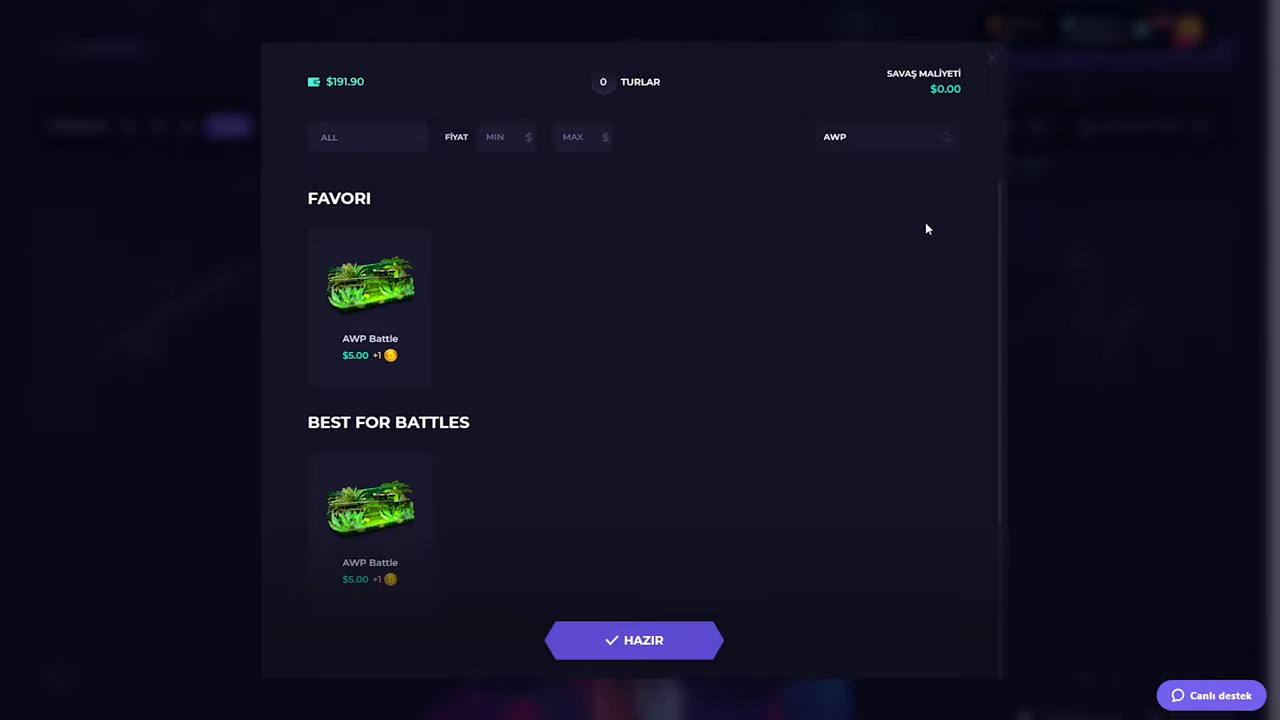 $191.90
0 TURLAR
SAVAŞ MALİYETİ
$0.00
ALL
FİYAT
MIN $
MAX $
AWP
FAVORI
AWP Battle
$5.00 +1
BEST FOR BATTLES
AWP Battle
$5.00 +1
HAZIR
Canlı destek